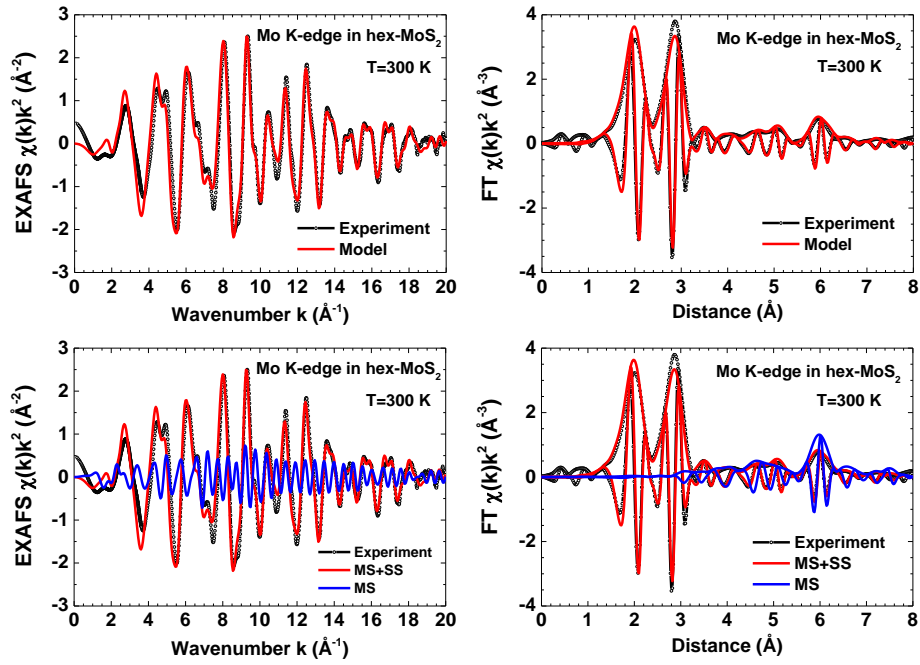 Mo K-edge in hex-MoS₂
T=300 K
EXAFS χ(k)k² (Å⁻²)
3
2
1
0
-1
-2
-3
Experiment
Model
0 2 4 6 8 10 12 14 16 18 20
Wavenumber k (Å⁻¹)
Mo K-edge in hex-MoS₂
T=300 K
FT χ(k)k² (Å⁻³)
4
2
0
-2
-4
Experiment
Model
0 1 2 3 4 5 6 7 8
Distance (Å)
Mo K-edge in hex-MoS₂
T=300 K
EXAFS χ(k)k² (Å⁻²)
3
2
1
0
-1
-2
-3
Experiment
MS+SS
MS
0 2 4 6 8 10 12 14 16 18 20
Wavenumber k (Å⁻¹)
Mo K-edge in hex-MoS₂
T=300 K
FT χ(k)k² (Å⁻³)
4
2
0
-2
-4
Experiment
MS+SS
MS
0 1 2 3 4 5 6 7 8
Distance (Å)